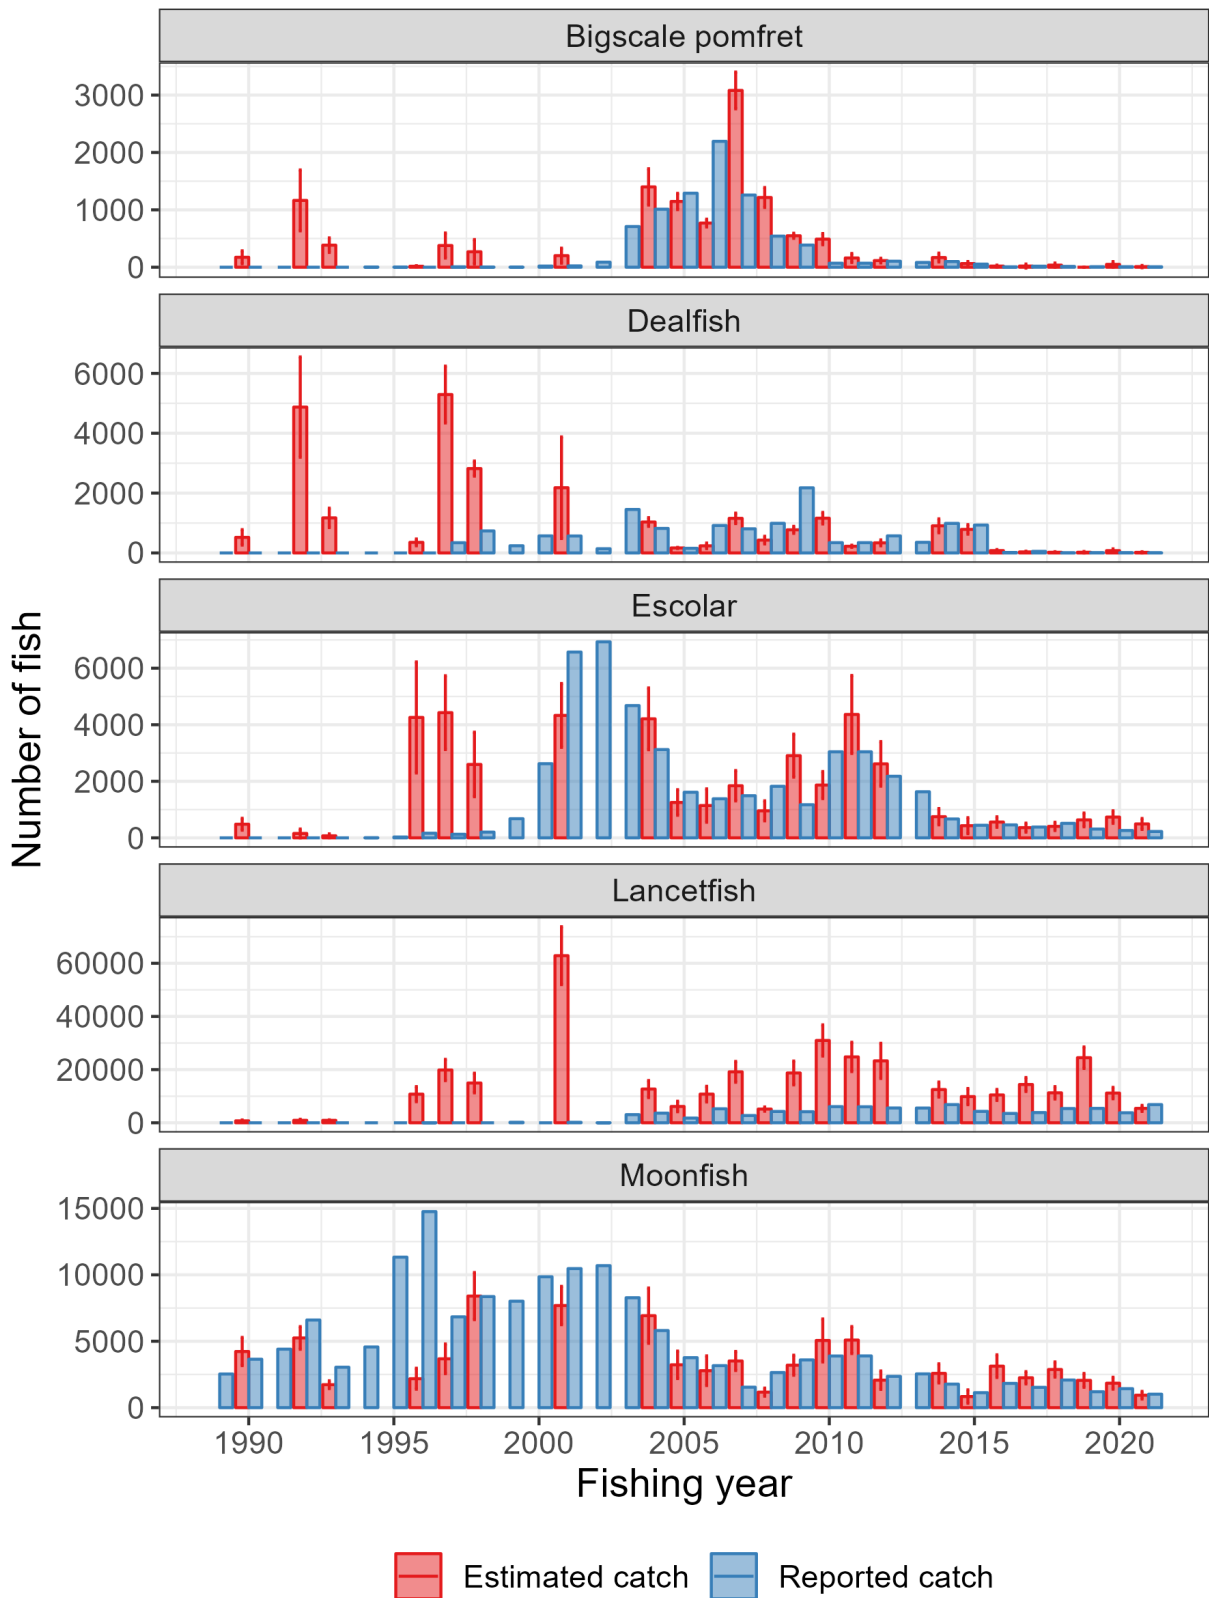 Bigscale pomfret
3000
2000
1000
0
Dealfish
6000
4000
2000
0
Escolar
6000
4000
2000
0
Lancetfish
60000
40000
20000
0
Moonfish
15000
10000
5000
0
Number of fish
1990 1995 2000 2005 2010 2015 2020
Fishing year
Estimated catch Reported catch